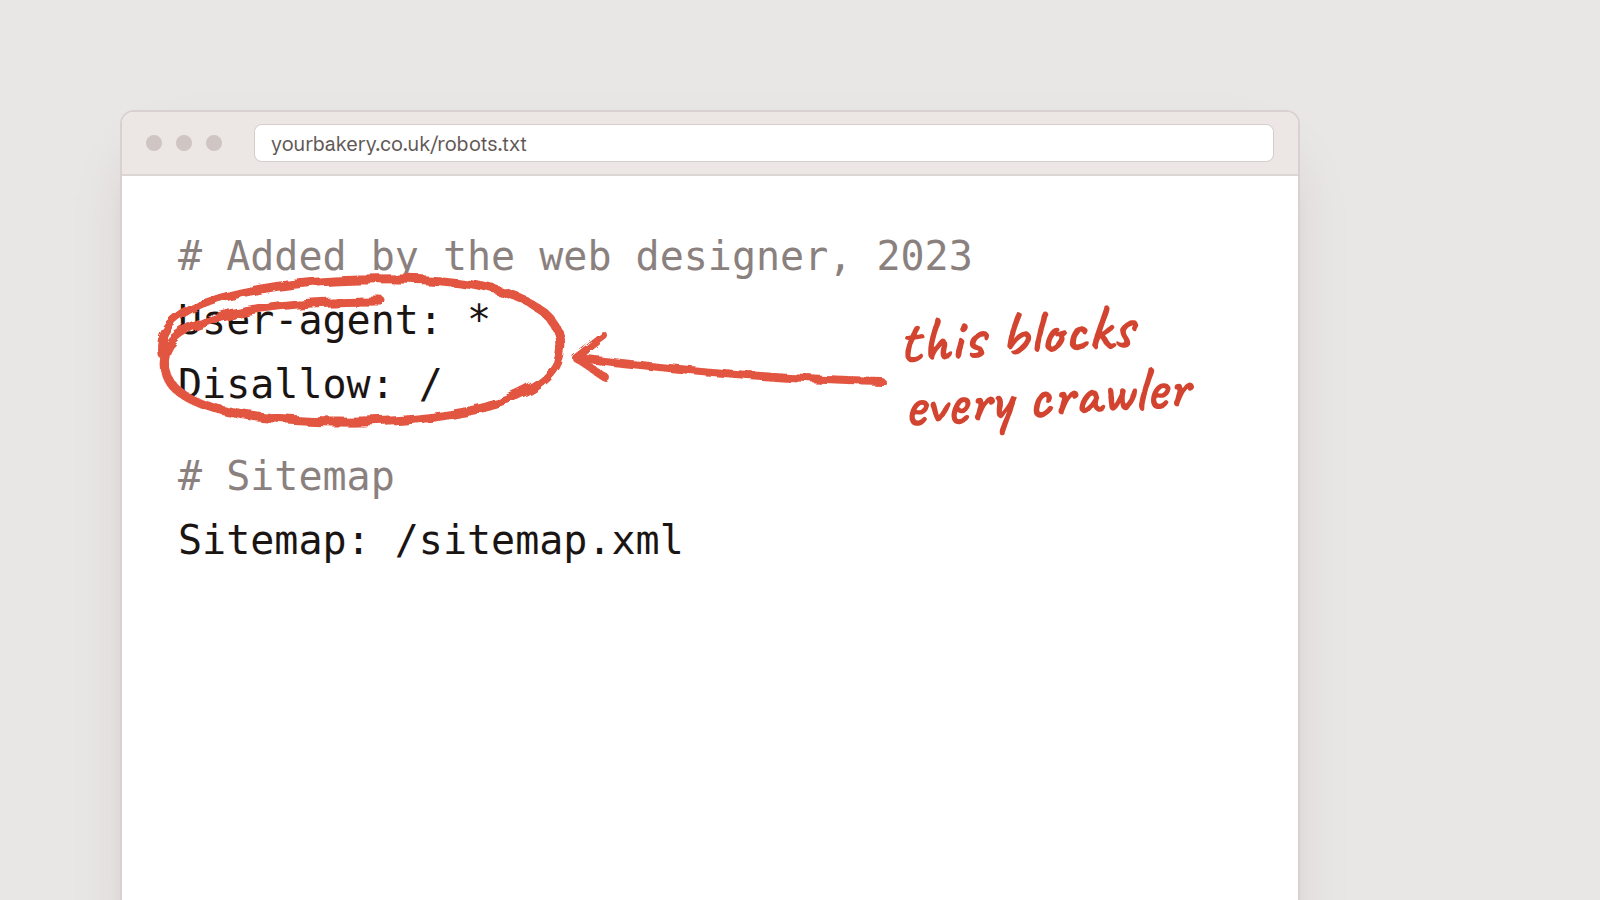 yourbakery.co.uk/robots.txt
# Added by the web designer, 2023
User-agent: *
Disallow: /
this blocks
every crawler
# Sitemap
Sitemap: /sitemap.xml